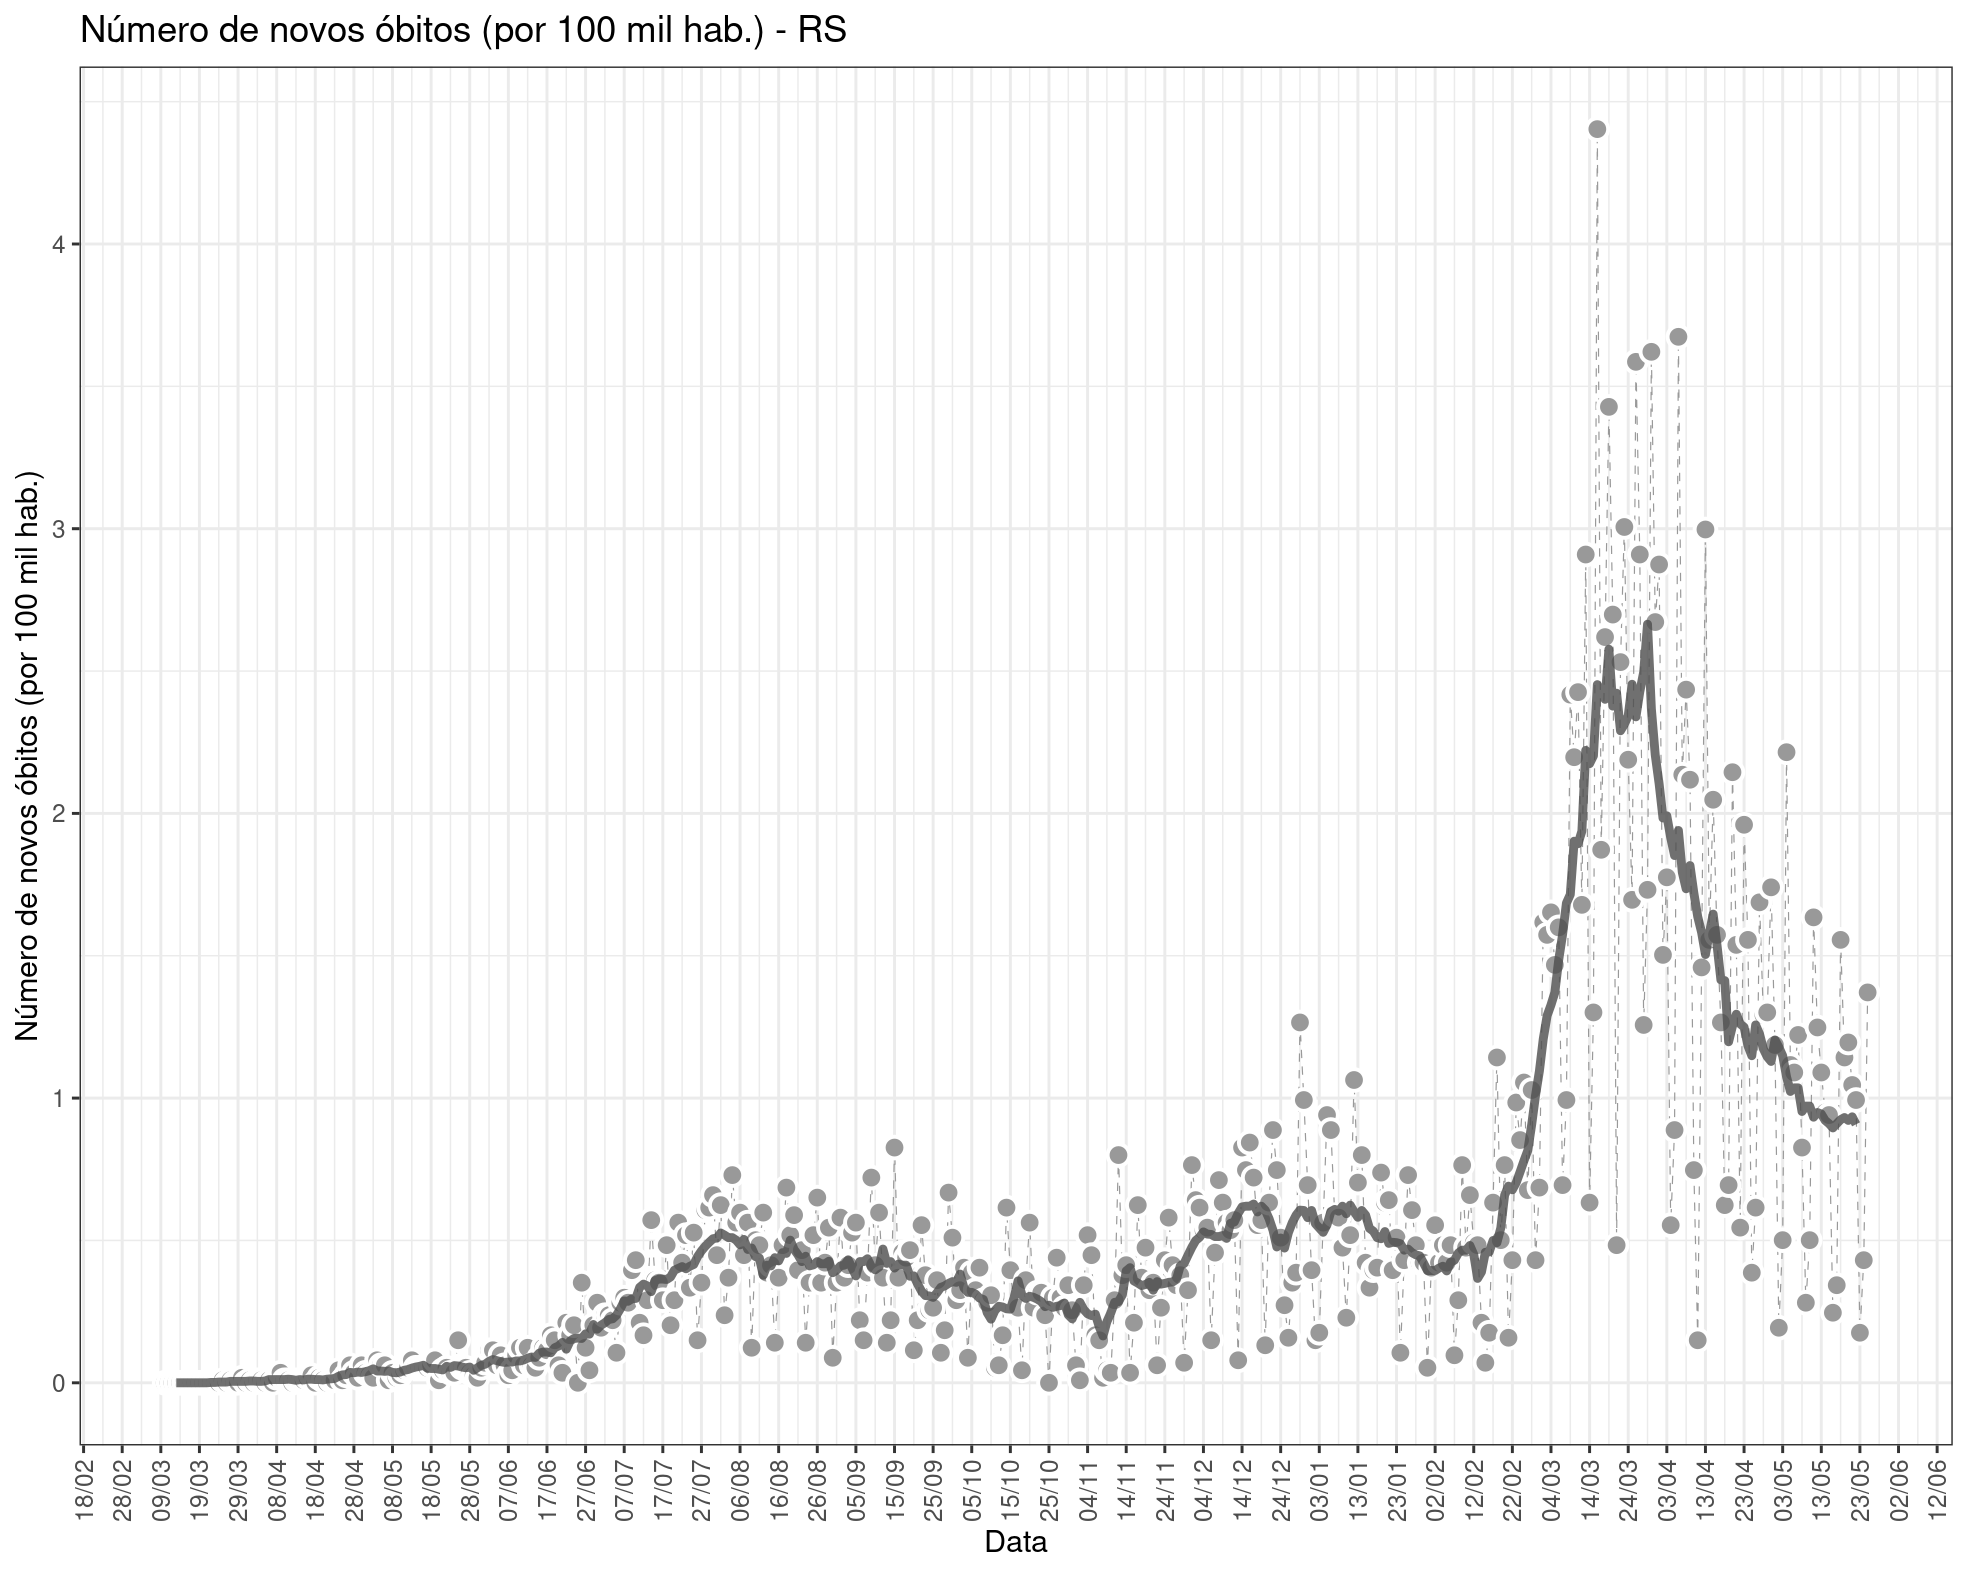 Número de novos óbitos (por 100 mil hab.) - RS
Número de novos óbitos (por 100 mil hab.)
4
3
2
1
0
18/02 28/02 09/03 19/03 29/03 08/04 18/04 28/04 08/05 18/05 28/05 07/06 17/06 27/06 07/07 17/07 27/07 06/08 16/08 26/08 05/09 15/09 25/09 05/10 15/10 25/10 04/11 14/11 24/11 04/12 14/12 24/12 03/01 13/01 23/01 02/02 12/02 22/02 04/03 14/03 24/03 03/04 13/04 23/04 03/05 13/05 23/05 02/06 12/06
Data